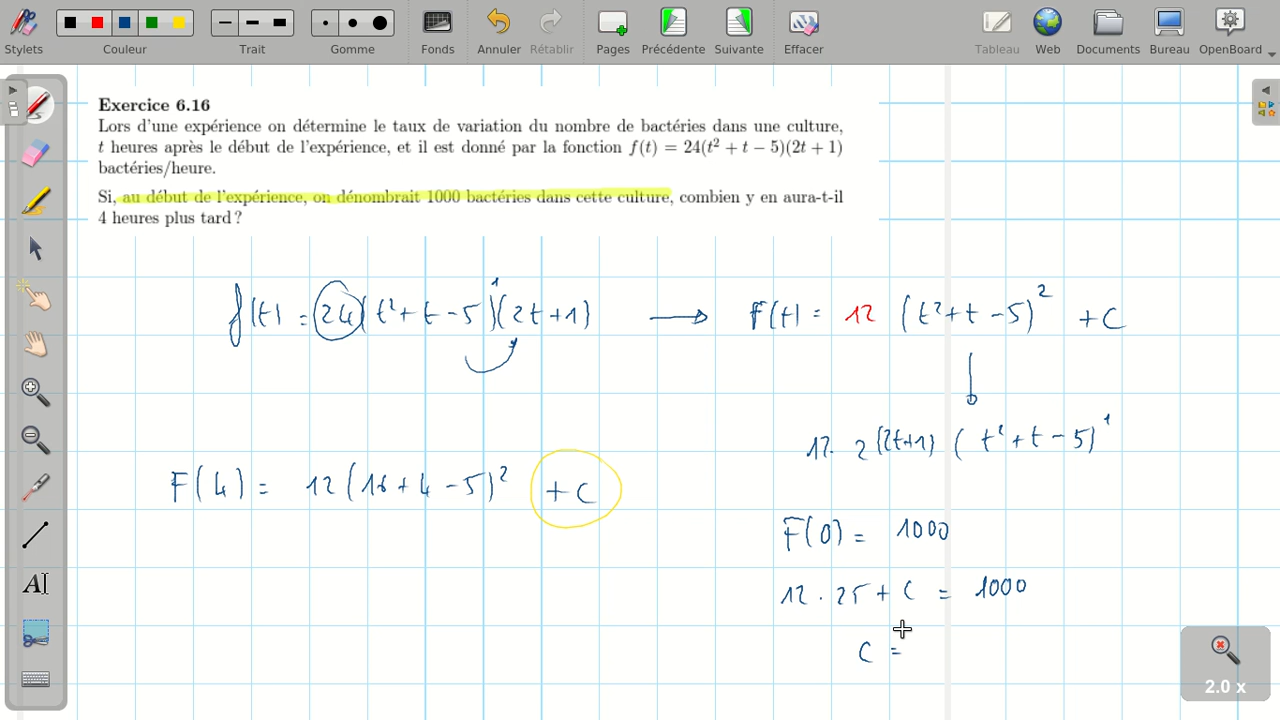 Stylets Couleur Trait Gomme Fonds Annuler Rétablir Pages Précédente Suivante Effacer Tableau Web Documents Bureau OpenBoard
Exercice 6.16
Lors d'une expérience on détermine le taux de variation du nombre de bactéries dans une culture,
t heures après le début de l'expérience, et il est donné par la fonction f(t) = 24(t² + t − 5)(2t + 1)
bactéries/heure.
Si, au début de l'expérience, on dénombrait 1000 bactéries dans cette culture, combien y en aura-t-il
4 heures plus tard ?
f(t) = 24(t² + t − 5)¹(2t + 1) → F(t) = 12 (t² + t − 5)² + C
12 · 2(2t+1) (t² + t − 5)¹
F(4) = 12(16 + 4 − 5)² + C
F(0) = 1000
12 · 25 + C = 1000
C =
AI
2.0 x